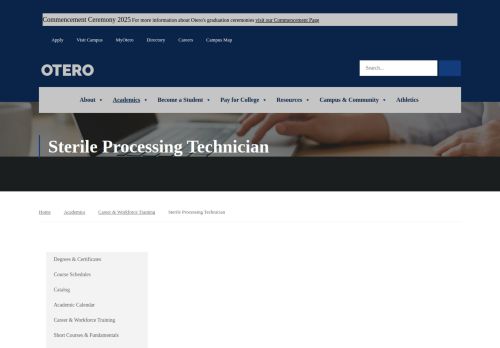 Commencement Ceremony 2025 For more information about Otero's graduation ceremonies visit our Commencement Page
Apply Visit Campus MyOtero Directory Careers Campus Map
OTERO
Search...
About Academics Become a Student Pay for College Resources Campus & Community Athletics
Sterile Processing Technician
Home Academics Career & Workforce Training Sterile Processing Technician
Degrees & Certificates
Course Schedules
Catalog
Academic Calendar
Career & Workforce Training
Short Courses & Fundamentals